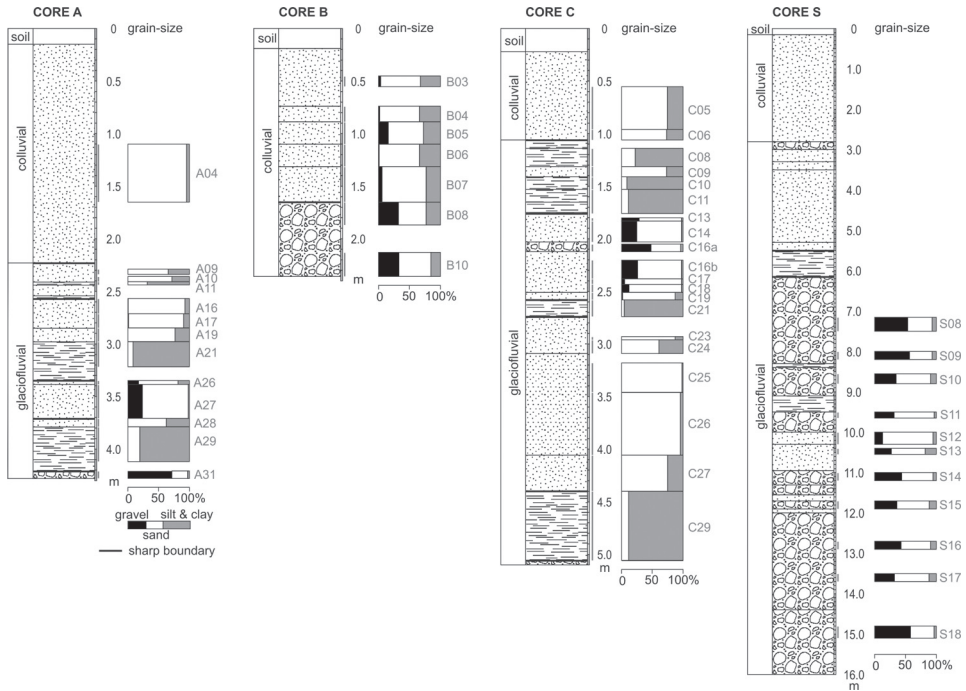 CORE A
0 grain-size
soil
colluvial
glaciofluvial
0.5
1.0
1.5
2.0
2.5
3.0
3.5
4.0
m
A04
A09
A10
A11
A16
A17
A19
A21
A26
A27
A28
A29
A31
0 50 100%
gravel silt & clay
sand
sharp boundary
CORE B
0 grain-size
soil
colluvial
0.5
1.0
1.5
2.0
m
B03
B04
B05
B06
B07
B08
B10
0 50 100%
CORE C
0 grain-size
soil
colluvial
glaciofluvial
0.5
1.0
1.5
2.0
2.5
3.0
3.5
4.0
4.5
5.0
m
C05
C06
C08
C09
C10
C11
C13
C14
C16a
C16b
C17
C18
C19
C21
C23
C24
C25
C26
C27
C29
0 50 100%
CORE S
0 grain-size
soil
colluvial
glaciofluvial
1.0
2.0
3.0
4.0
5.0
6.0
7.0
8.0
9.0
10.0
11.0
12.0
13.0
14.0
15.0
16.0
m
S08
S09
S10
S11
S12
S13
S14
S15
S16
S17
S18
0 50 100%